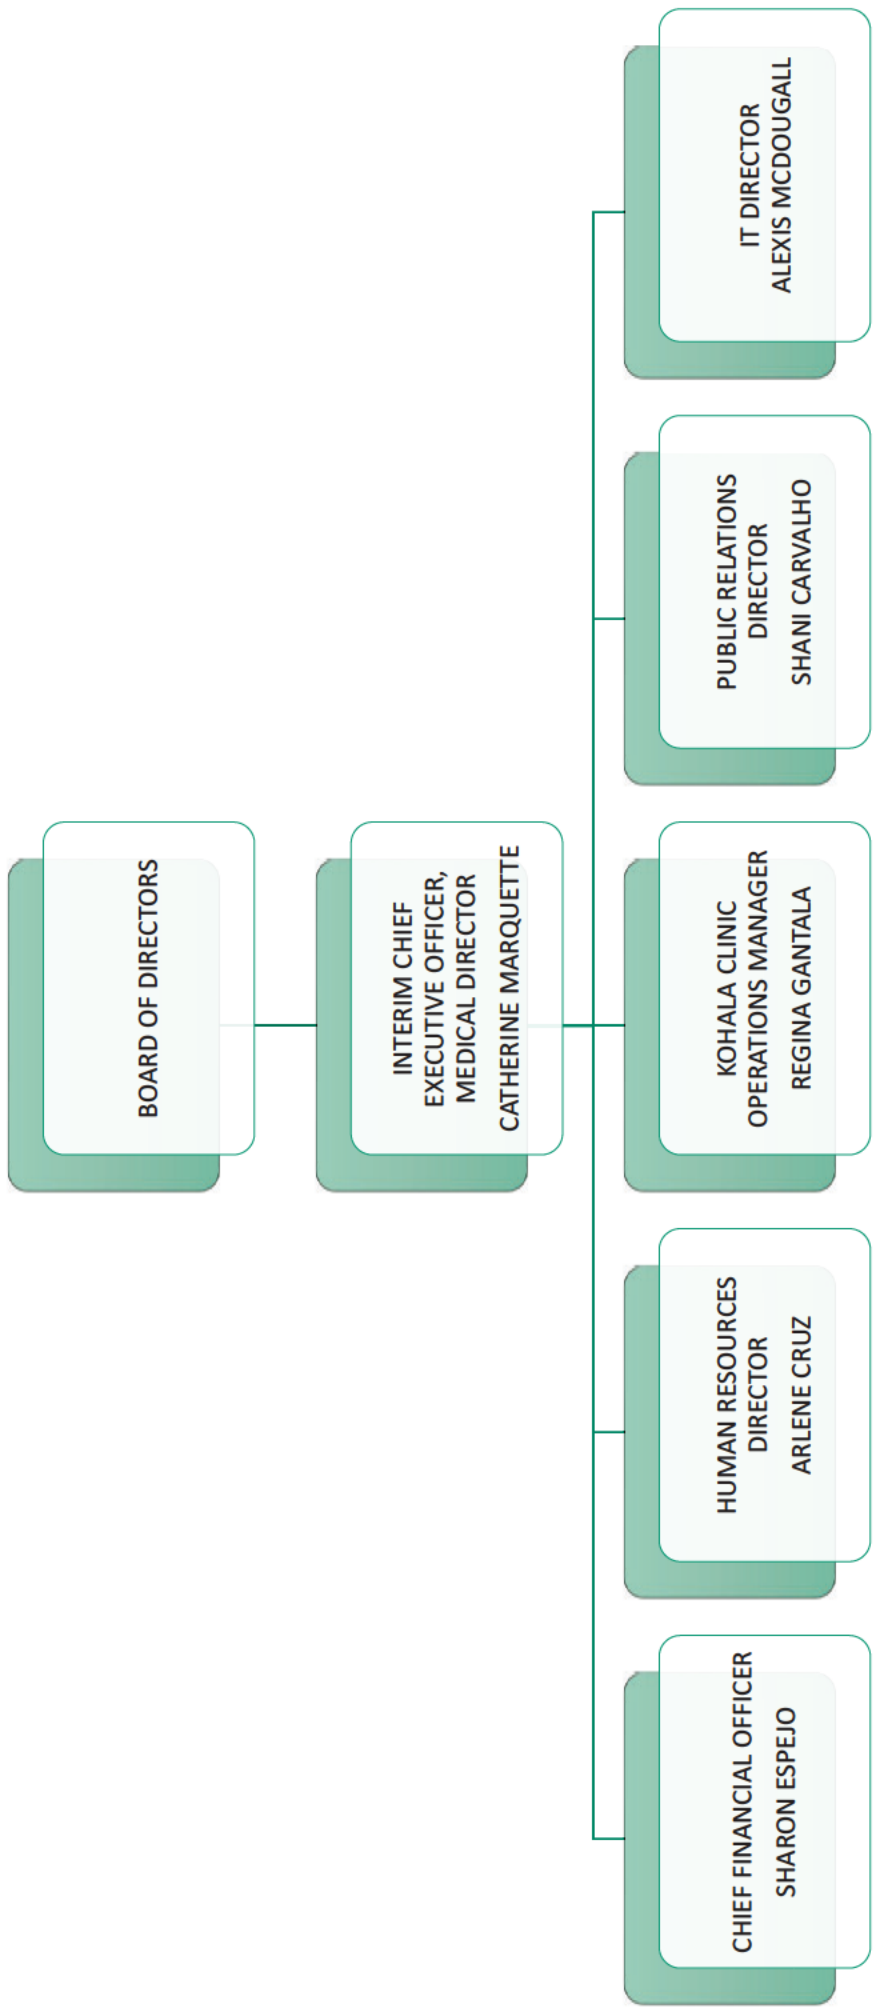 BOARD OF DIRECTORS
INTERIM CHIEF
EXECUTIVE OFFICER,
MEDICAL DIRECTOR
CATHERINE MARQUETTE
CHIEF FINANCIAL OFFICER
SHARON ESPEJO
HUMAN RESOURCES
DIRECTOR
ARLENE CRUZ
KOHALA CLINIC
OPERATIONS MANAGER
REGINA GANTALA
PUBLIC RELATIONS
DIRECTOR
SHANI CARVALHO
IT DIRECTOR
ALEXIS MCDOUGALL